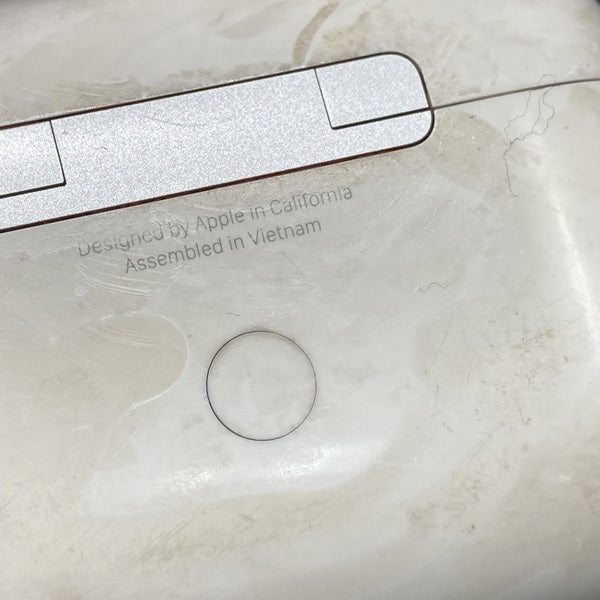 Designed by Apple in California
Assembled in Vietnam